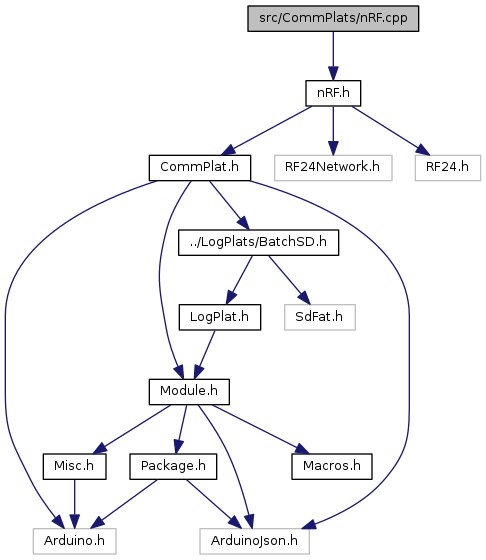 src/CommPlats/nRF.cpp
nRF.h
CommPlat.h
RF24Network.h
RF24.h
../LogPlats/BatchSD.h
LogPlat.h
SdFat.h
Module.h
Misc.h
Package.h
Macros.h
Arduino.h
ArduinoJson.h